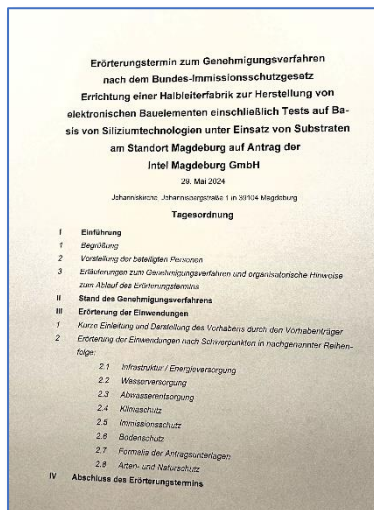 Erörterungstermin zum Genehmigungsverfahren
nach dem Bundes-Immissionsschutzgesetz
Errichtung einer Halbleiterfabrik zur Herstellung von
elektronischen Bauelementen einschließlich Tests auf Ba-
sis von Siliziumtechnologien unter Einsatz von Substraten
am Standort Magdeburg auf Antrag der
Intel Magdeburg GmbH
29. Mai 2024
Johanniskirche, Johannisbergstraße 1 in 39104 Magdeburg
Tagesordnung
I Einführung
1 Begrüßung
2 Vorstellung der beteiligten Personen
3 Erläuterungen zum Genehmigungsverfahren und organisatorische Hinweise
zum Ablauf des Erörterungstermins
II Stand des Genehmigungsverfahrens
III Erörterung der Einwendungen
1 Kurze Einleitung und Darstellung des Vorhabens durch den Vorhabenträger
2 Erörterung der Einwendungen nach Schwerpunkten in nachgenannter Reihen-
folge:
2.1 Infrastruktur / Energieversorgung
2.2 Wasserversorgung
2.3 Abwasserentsorgung
2.4 Klimaschutz
2.5 Immissionsschutz
2.6 Bodenschutz
2.7 Formalia der Antragsunterlagen
2.8 Arten- und Naturschutz
IV Abschluss des Erörterungstermins